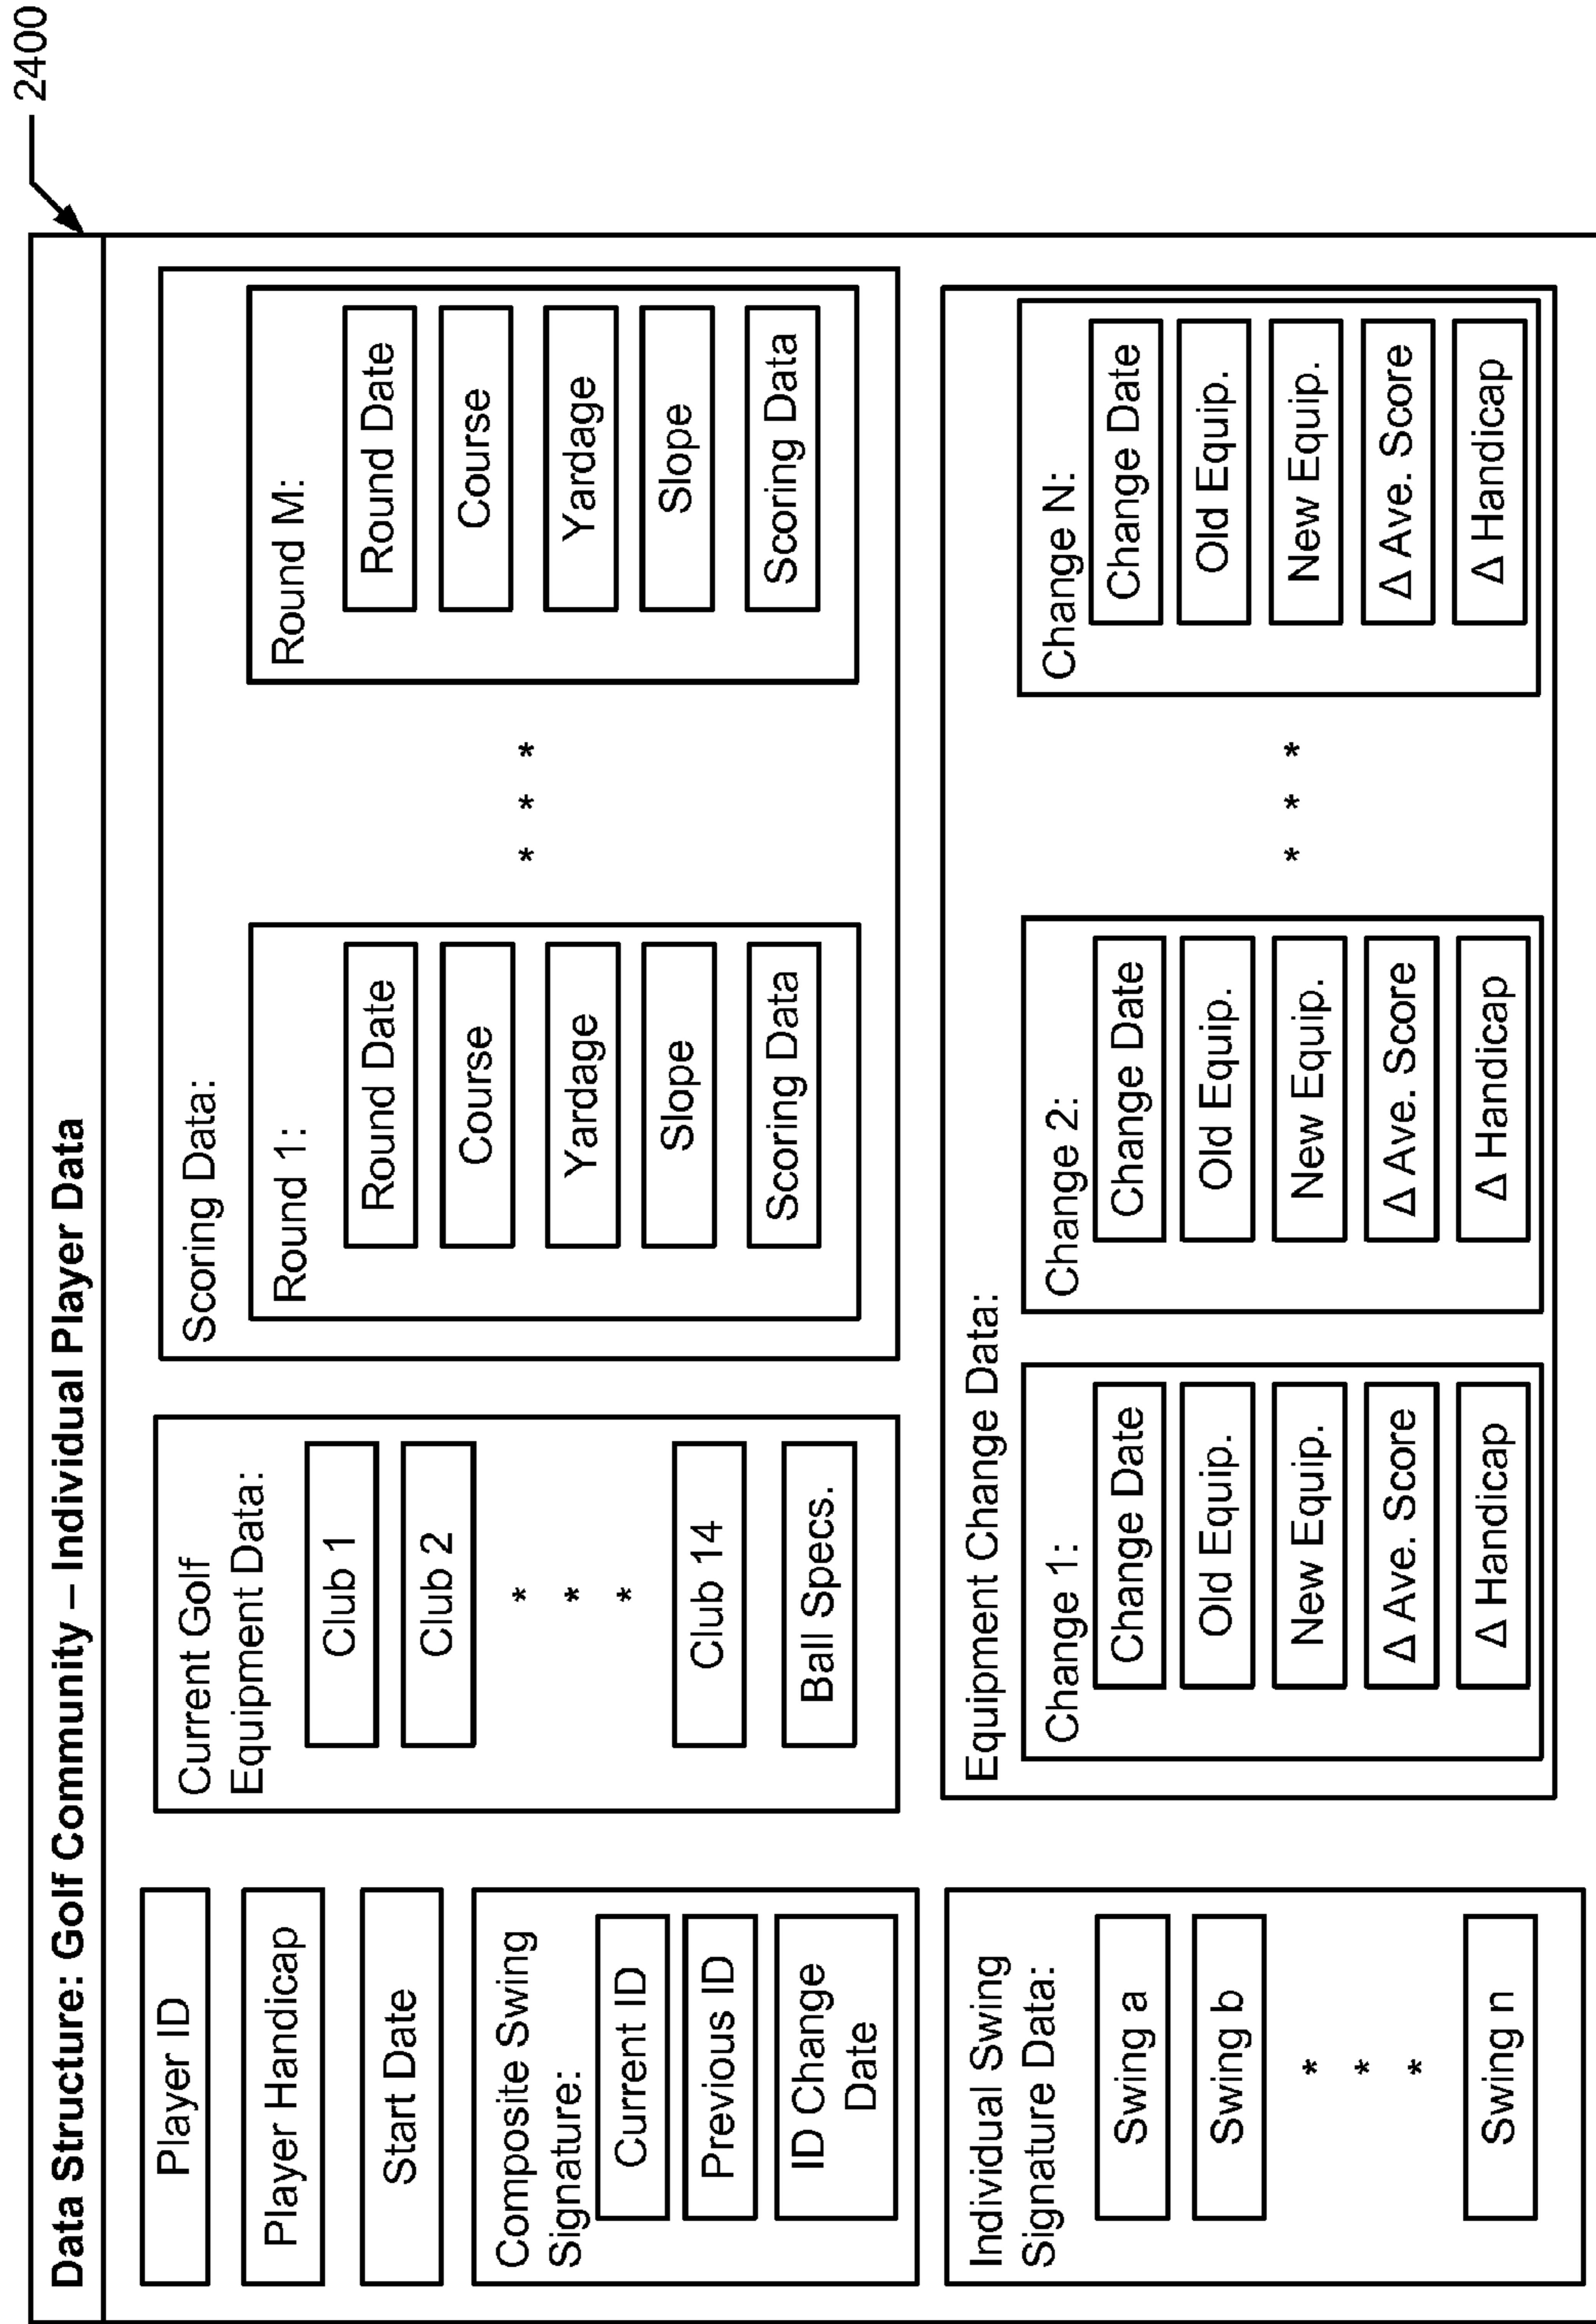 2400
Data Structure: Golf Community – Individual Player Data
Player ID
Player Handicap
Start Date
Composite Swing
Signature:
Current ID
Previous ID
ID Change
Date
Individual Swing
Signature Data:
Swing a
Swing b
*
*
*
Swing n
Current Golf
Equipment Data:
Club 1
Club 2
*
*
*
Club 14
Ball Specs.
Scoring Data:
Round 1:
Round Date
Course
Yardage
Slope
Scoring Data
* * *
Round M:
Round Date
Course
Yardage
Slope
Scoring Data
Equipment Change Data:
Change 1:
Change Date
Old Equip.
New Equip.
Δ Ave. Score
Δ Handicap
Change 2:
Change Date
Old Equip.
New Equip.
Δ Ave. Score
Δ Handicap
* * *
Change N:
Change Date
Old Equip.
New Equip.
Δ Ave. Score
Δ Handicap